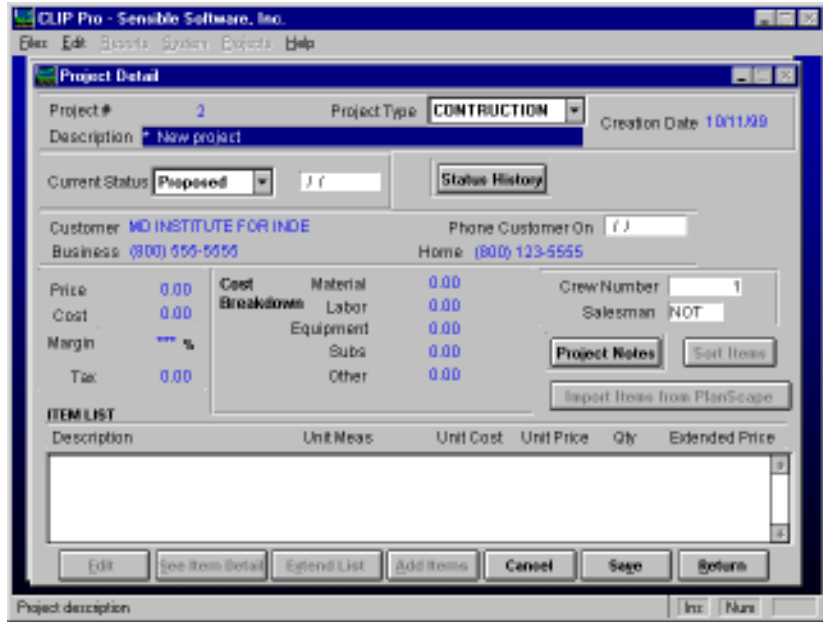 CLIP Pro - Sensible Software, Inc.
Files Edit Reports System Projects Help
Project Detail
Project # 2 Project Type CONTRUCTION Creation Date 10/11/99
Description * New project
Current Status Proposed / / Status History
Customer MD INSTITUTE FOR INDE Phone Customer On / /
Business (800) 555-5555 Home (800) 123-5555
Price 0.00 Cost Breakdown Material 0.00 Crew Number 1
Cost 0.00 Labor 0.00 Salesman NOT
Equipment 0.00
Margin *** % Subs 0.00 Project Notes Sort Items
Tax 0.00 Other 0.00
Import Items from PlanScape
ITEM LIST
Description Unit Meas Unit Cost Unit Price Qty Extended Price
Edit See Item Detail Extend List Add Items Cancel Save Return
Project description Ins Num